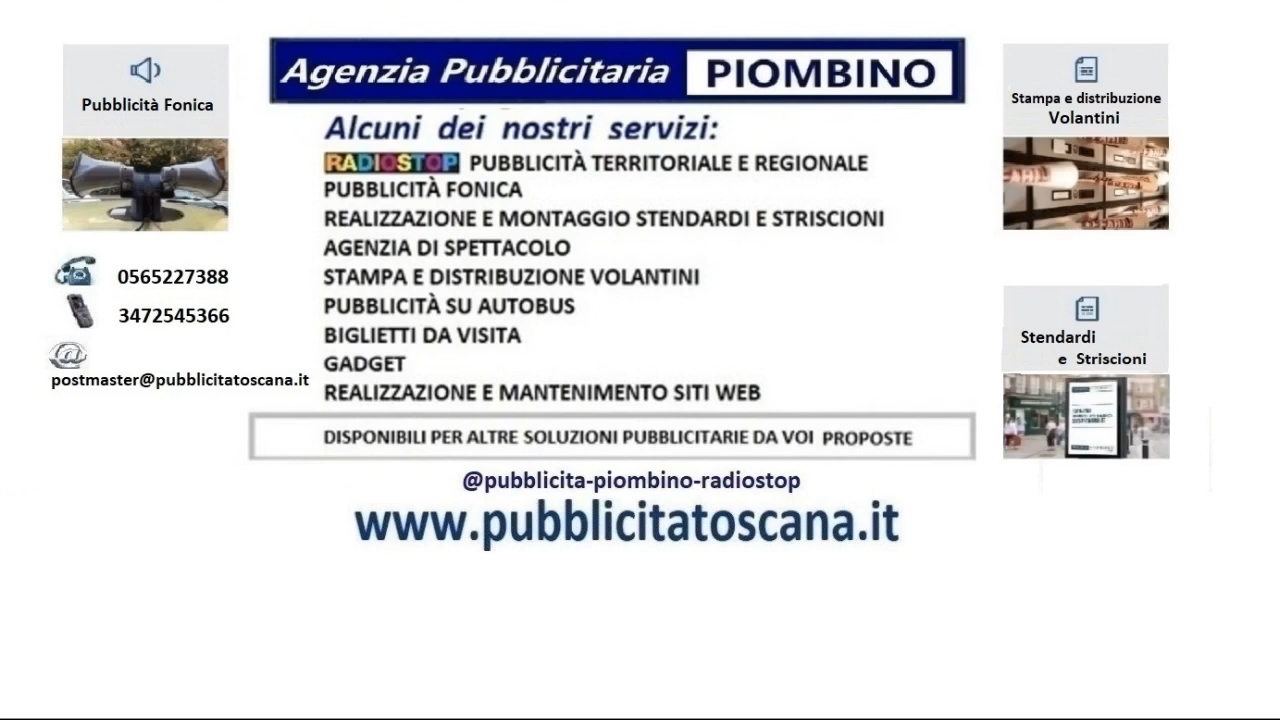 Agenzia Pubblicitaria PIOMBINO
Pubblicità Fonica
0565227388
3472545366
@
postmaster@pubblicitatoscana.it
Alcuni dei nostri servizi:
RADIOSTOP PUBBLICITÀ TERRITORIALE E REGIONALE
PUBBLICITÀ FONICA
REALIZZAZIONE E MONTAGGIO STENDARDI E STRISCIONI
AGENZIA DI SPETTACOLO
STAMPA E DISTRIBUZIONE VOLANTINI
PUBBLICITÀ SU AUTOBUS
BIGLIETTI DA VISITA
GADGET
REALIZZAZIONE E MANTENIMENTO SITI WEB
DISPONIBILI PER ALTRE SOLUZIONI PUBBLICITARIE DA VOI PROPOSTE
@pubblicita-piombino-radiostop
www.pubblicitatoscana.it
Stampa e distribuzione
Volantini
Stendardi
e Striscioni